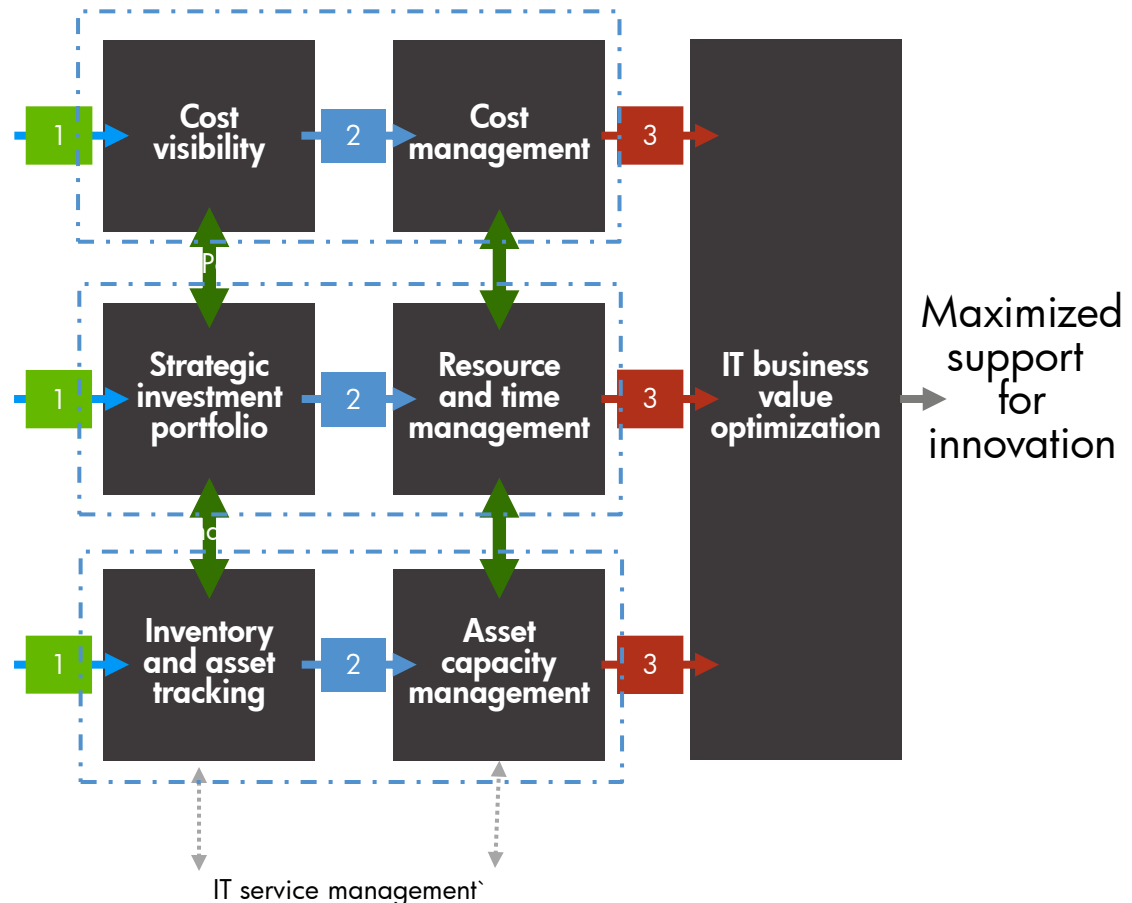 1
Cost
visibility
2
Cost
management
3
1
Strategic
investment
portfolio
2
Resource
and time
management
3
IT business
value
optimization
Maximized
support
for
innovation
1
Inventory
and asset
tracking
2
Asset
capacity
management
3
IT service management`